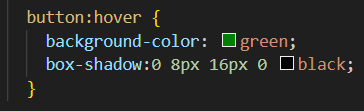 button:hover {
background-color: green;
box-shadow:0 8px 16px 0 black;
}